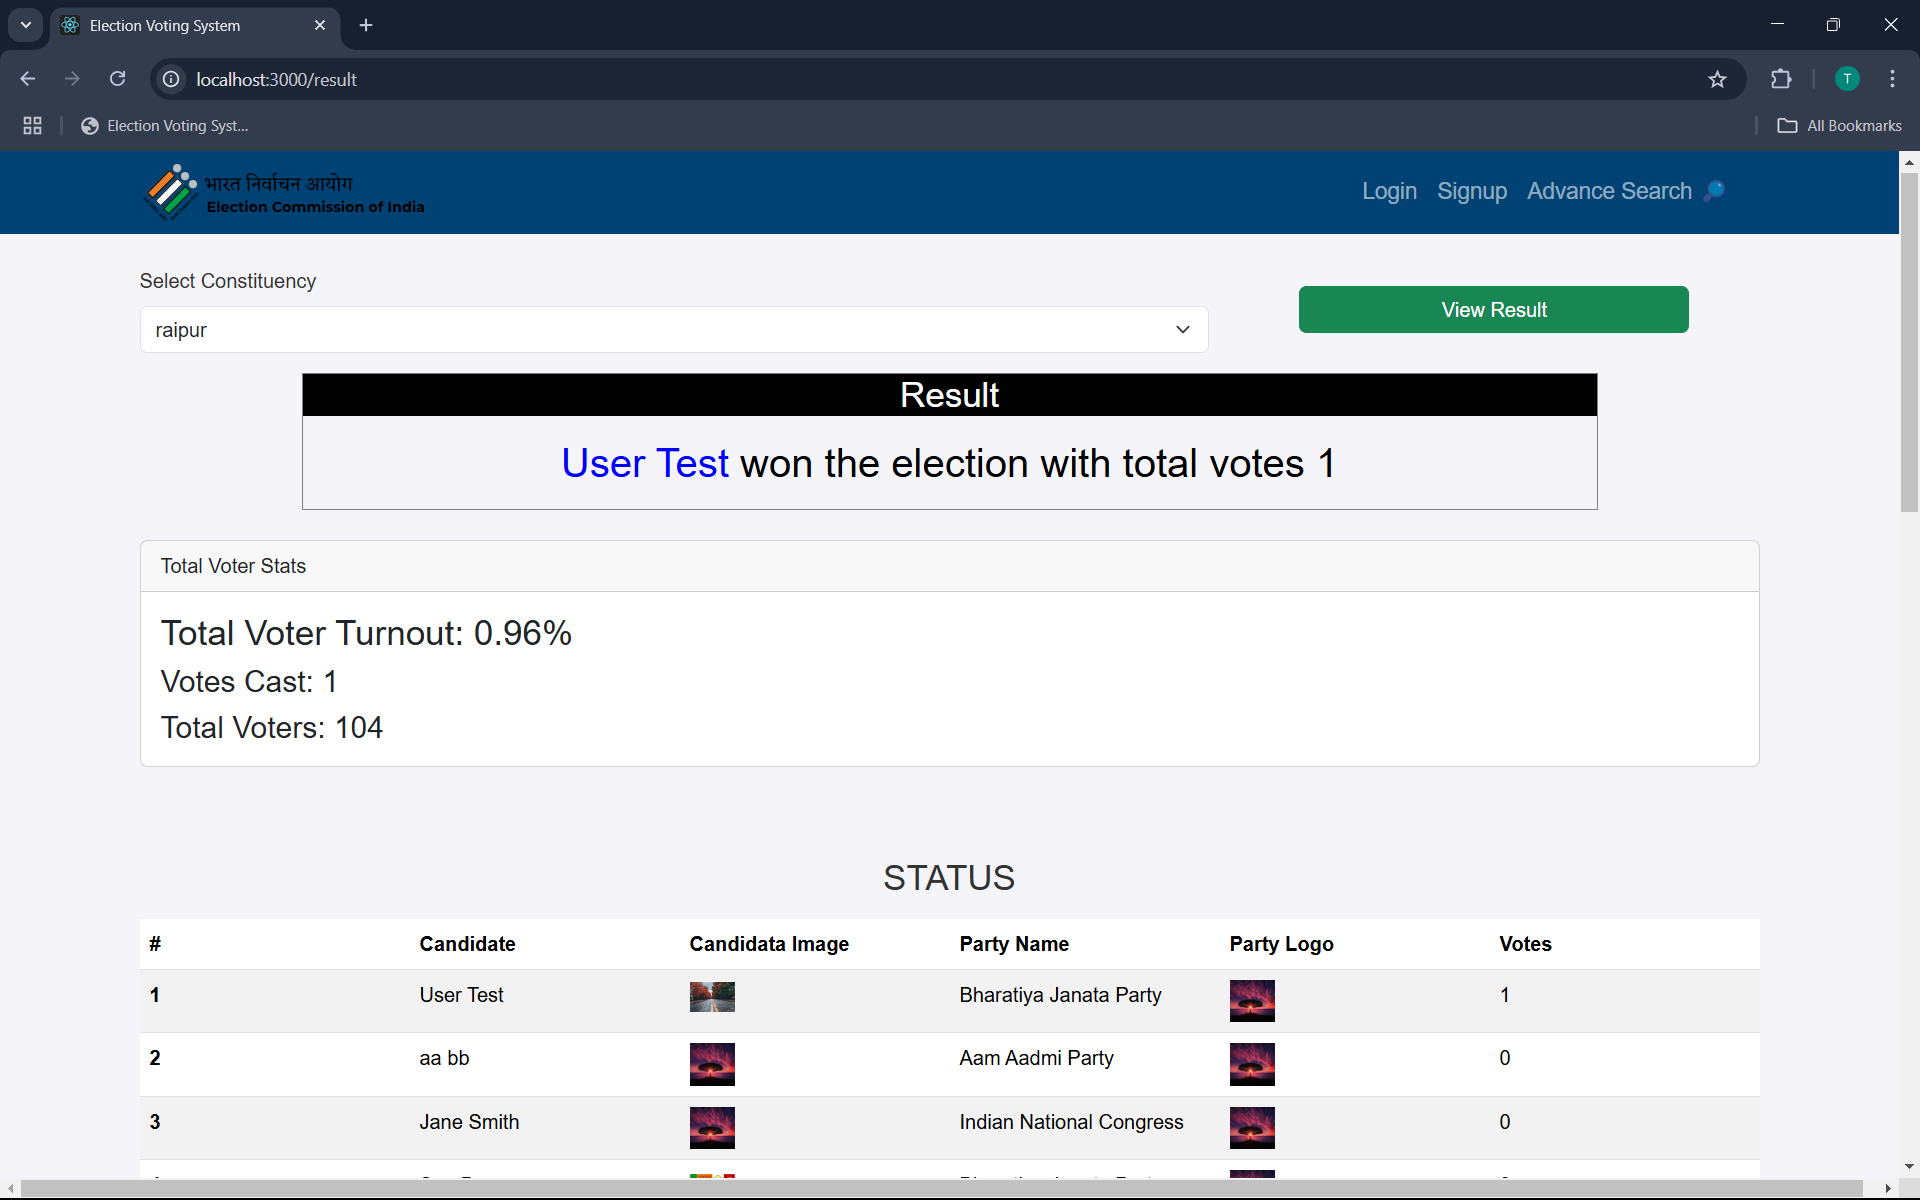 Election Voting System
localhost:3000/result
Election Voting Syst...
All Bookmarks
T
भारत निर्वाचन आयोग
Election Commission of India
Login Signup Advance Search
Select Constituency
raipur
View Result
Result
User Test won the election with total votes 1
Total Voter Stats
Total Voter Turnout: 0.96%
Votes Cast: 1
Total Voters: 104
STATUS
# Candidate Candidata Image Party Name Party Logo Votes
1 User Test Bharatiya Janata Party 1
2 aa bb Aam Aadmi Party 0
3 Jane Smith Indian National Congress 0